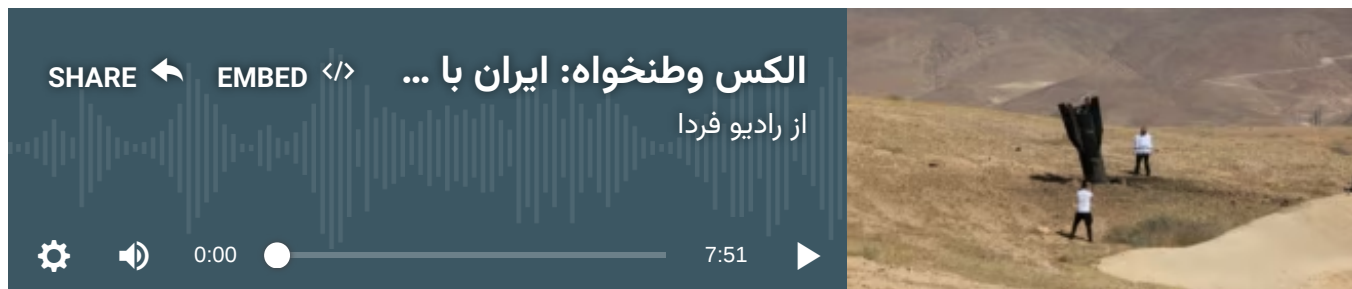 الکس وطنخواه: ایران با ...
EMBED
SHARE
از رادیو فردا
0:00
7:51